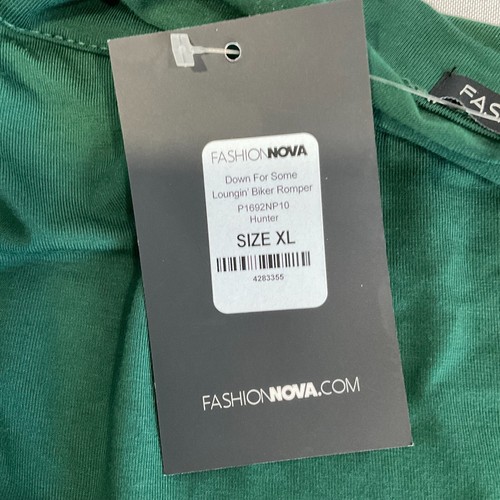 FASHIONNOVA
Down For Some
Loungin' Biker Romper
P1692NP10
Hunter
SIZE XL
4283355
FASHIONNOVA.COM
FAS